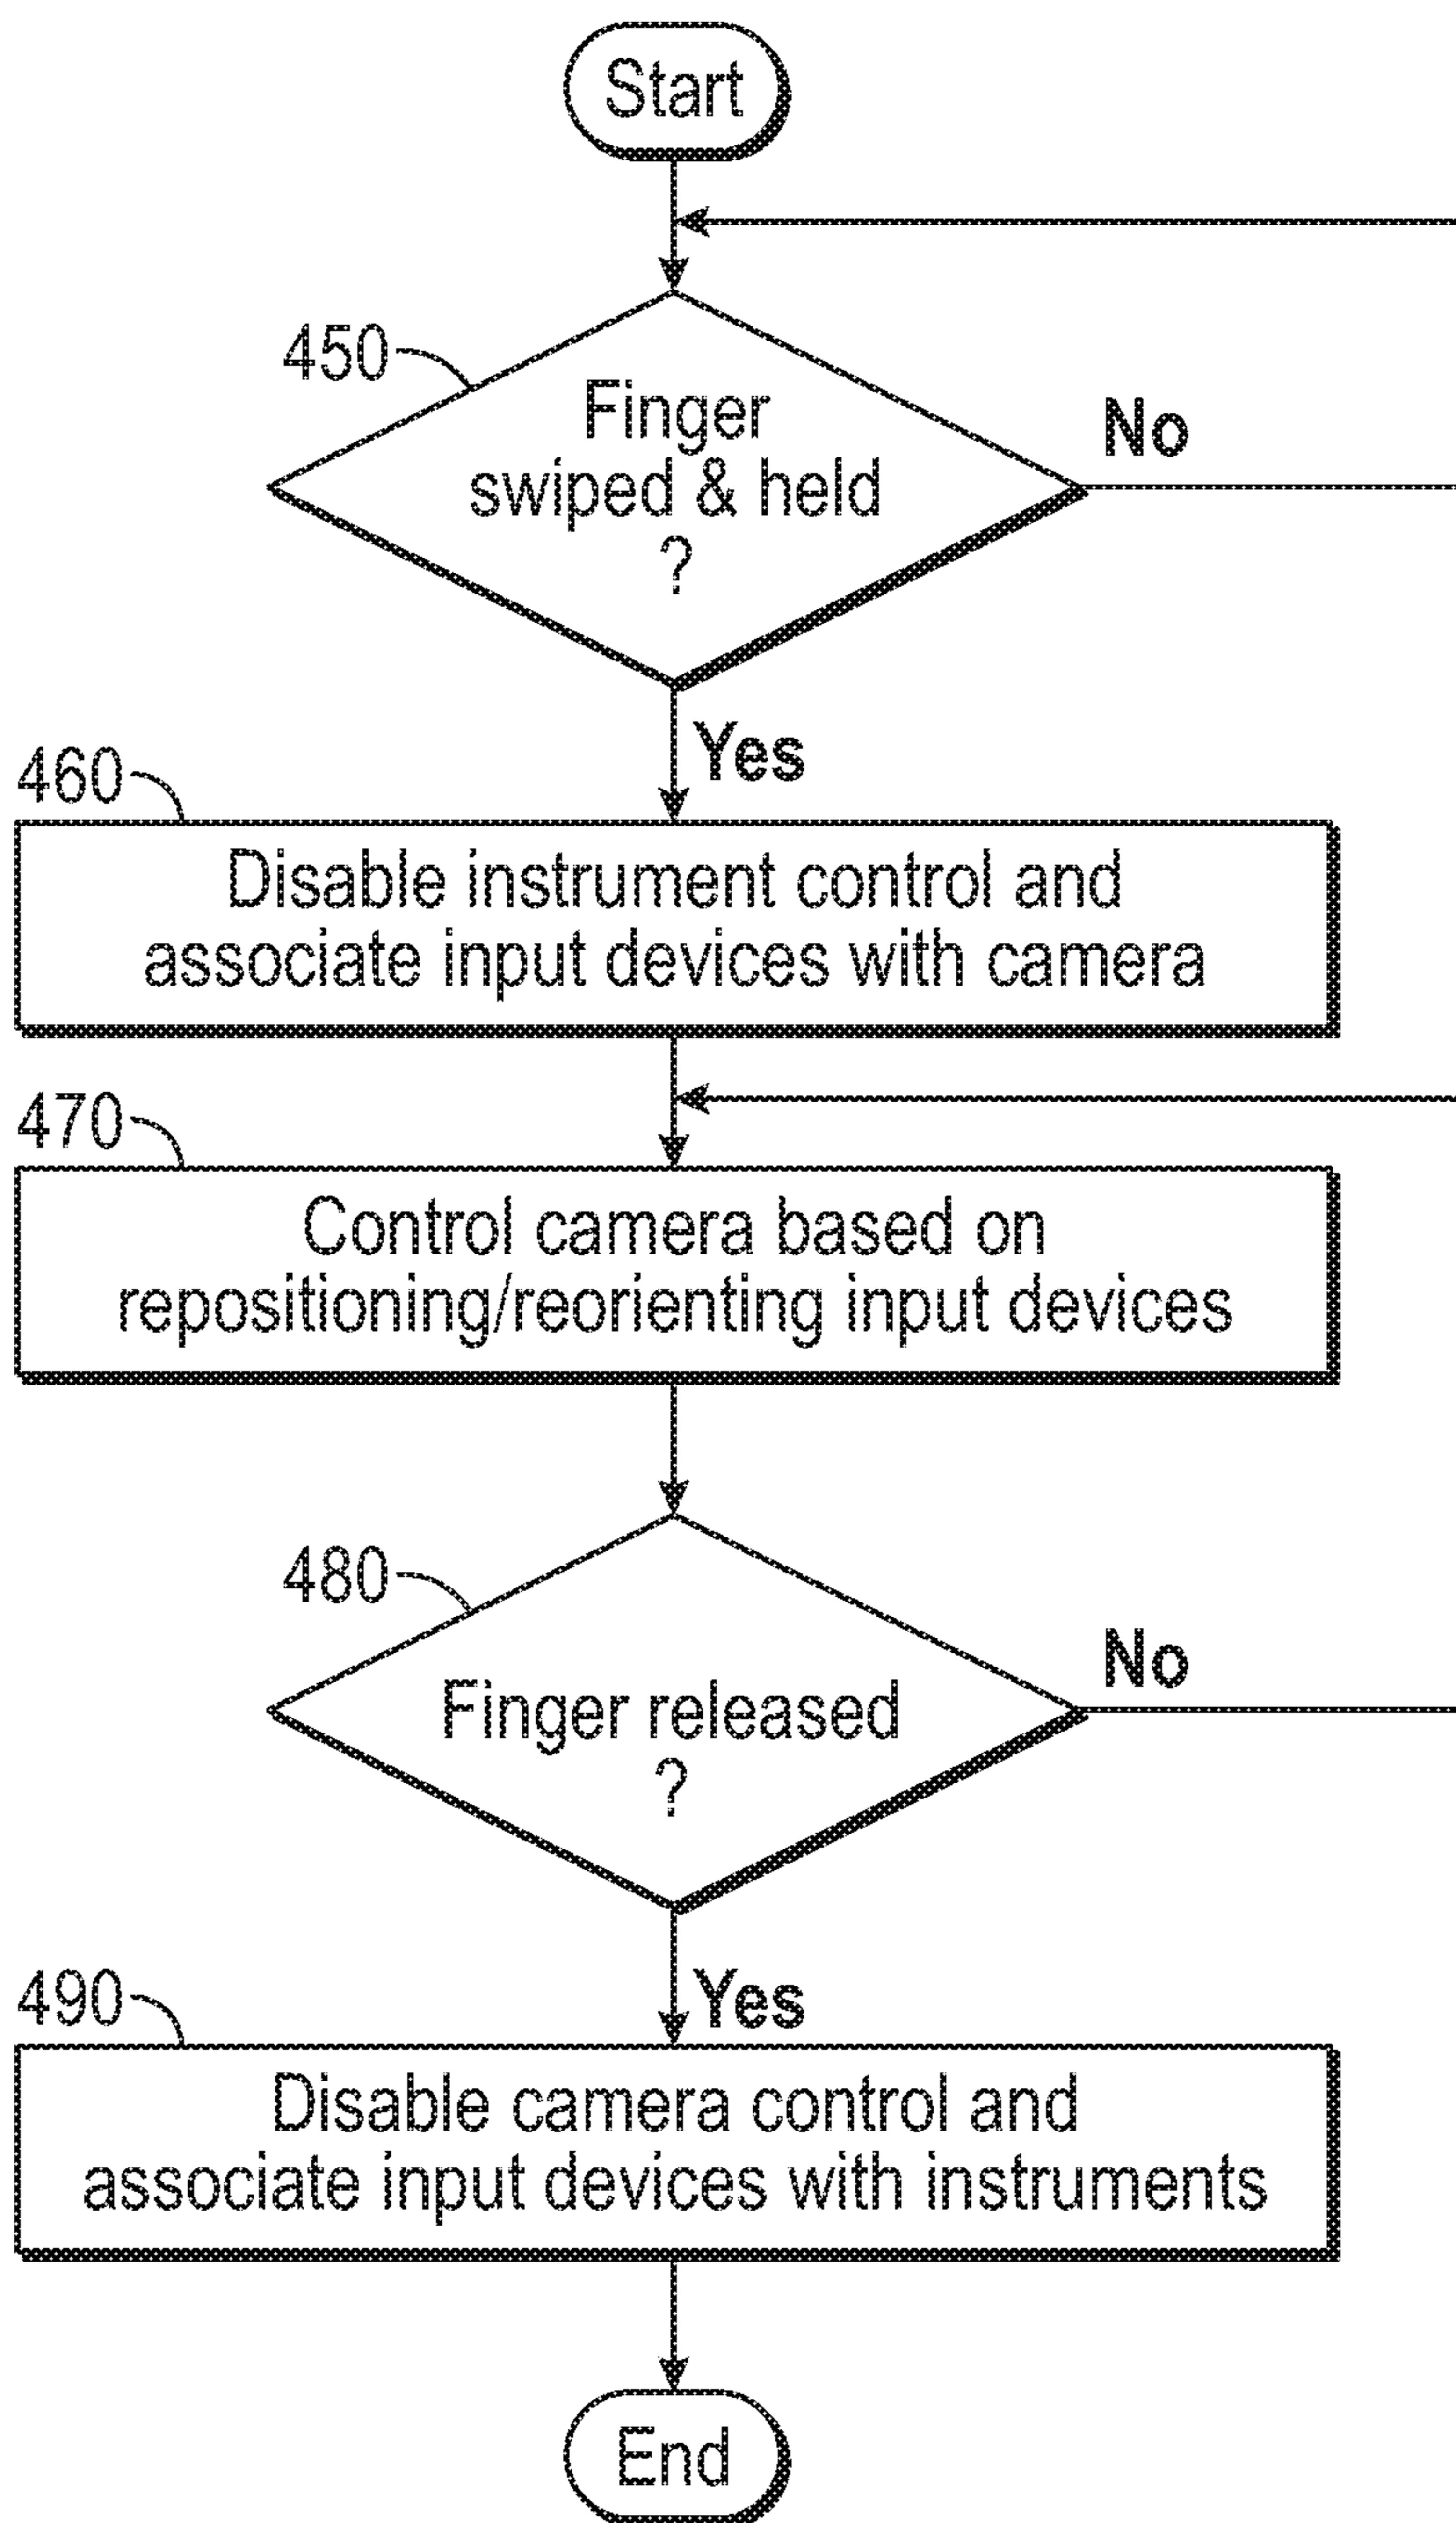 Start
450
Finger
swiped & held
?
No
Yes
460
Disable instrument control and
associate input devices with camera
470
Control camera based on
repositioning/reorienting input devices
480
Finger released
?
No
Yes
490
Disable camera control and
associate input devices with instruments
End